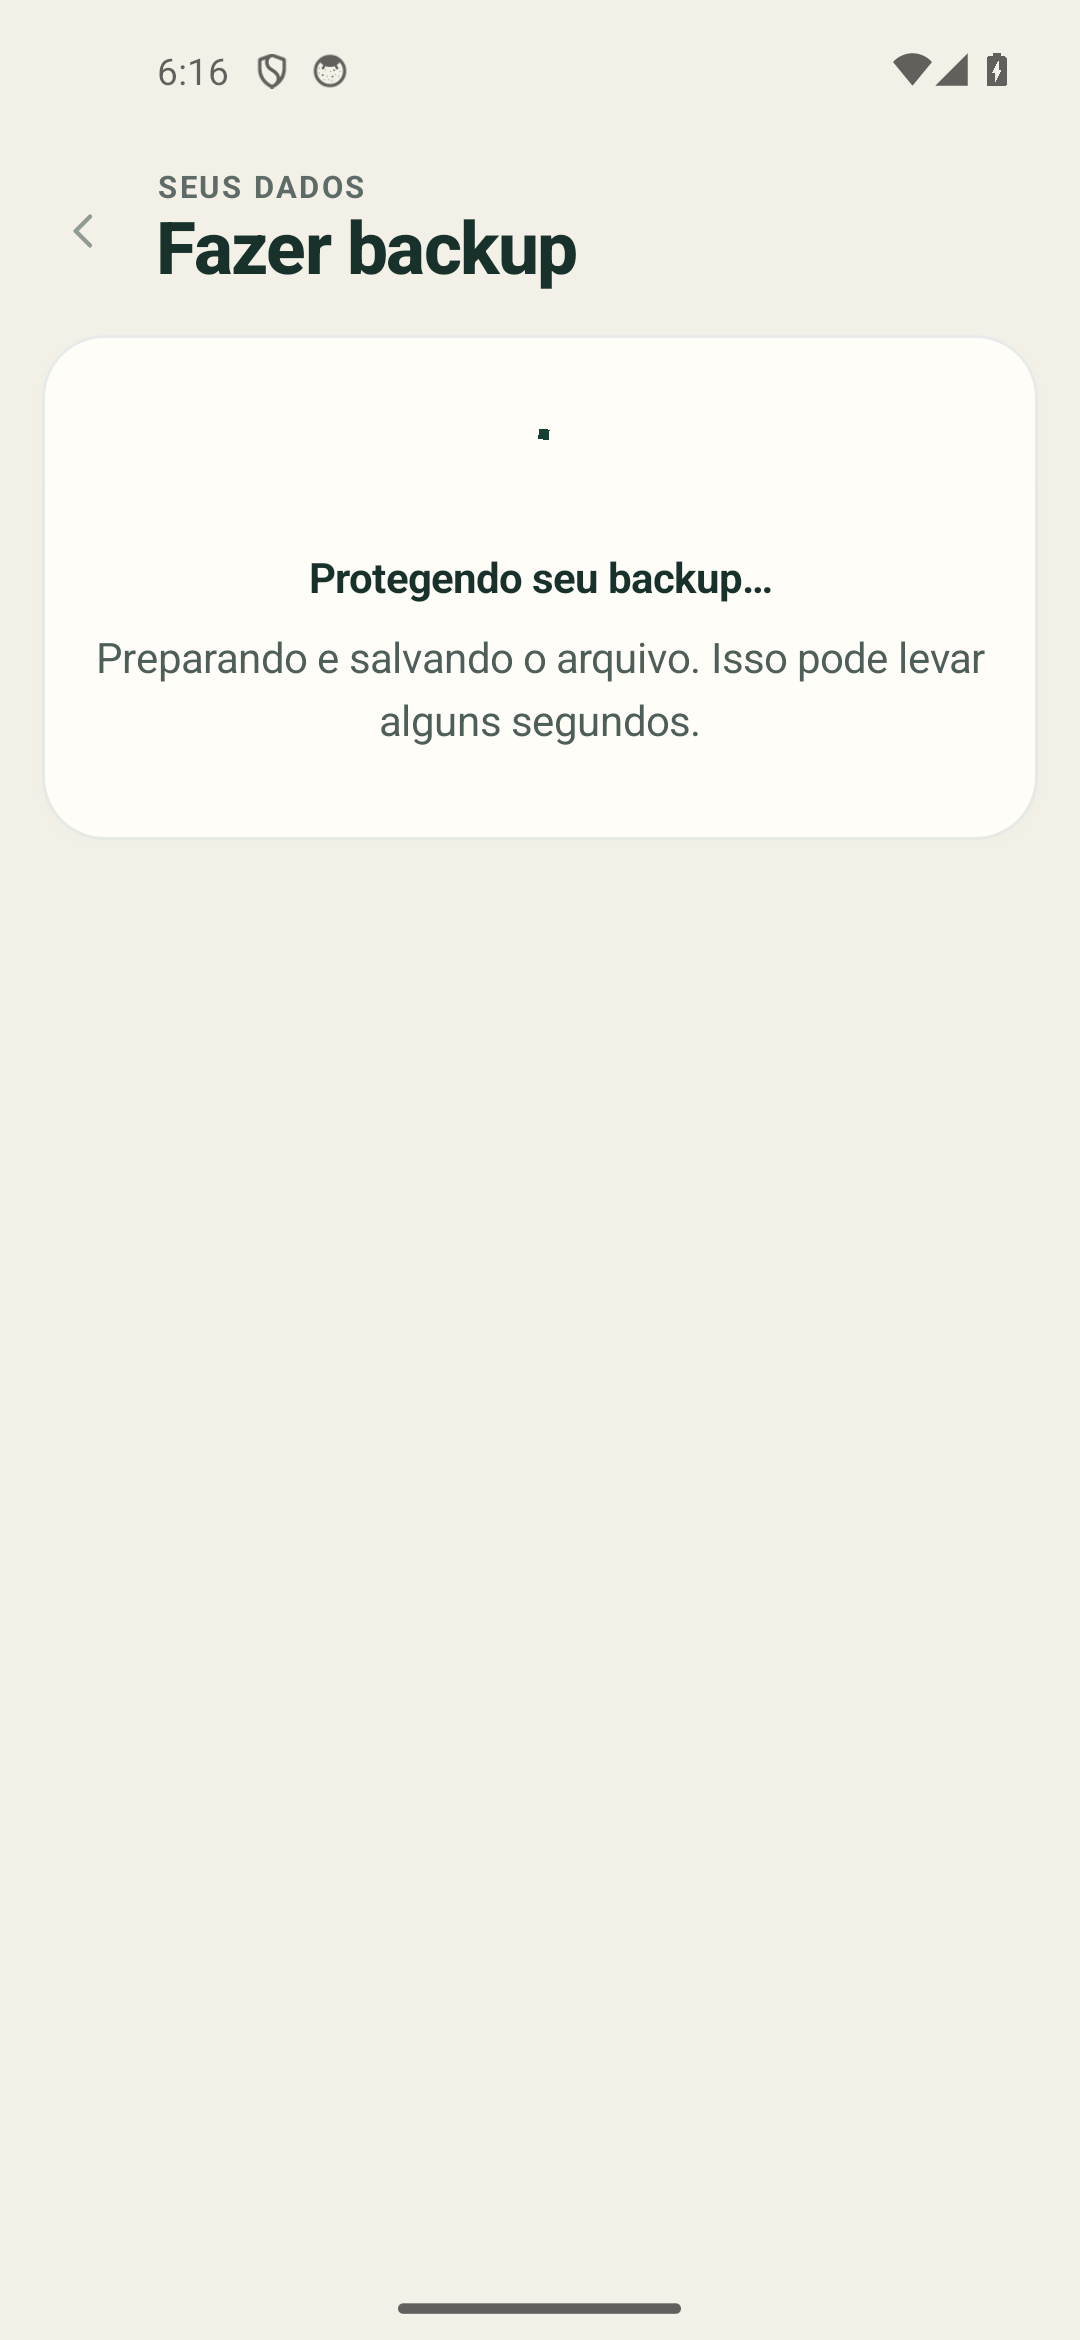 6:16
SEUS DADOS
Fazer backup
Protegendo seu backup...
Preparando e salvando o arquivo. Isso pode levar
alguns segundos.